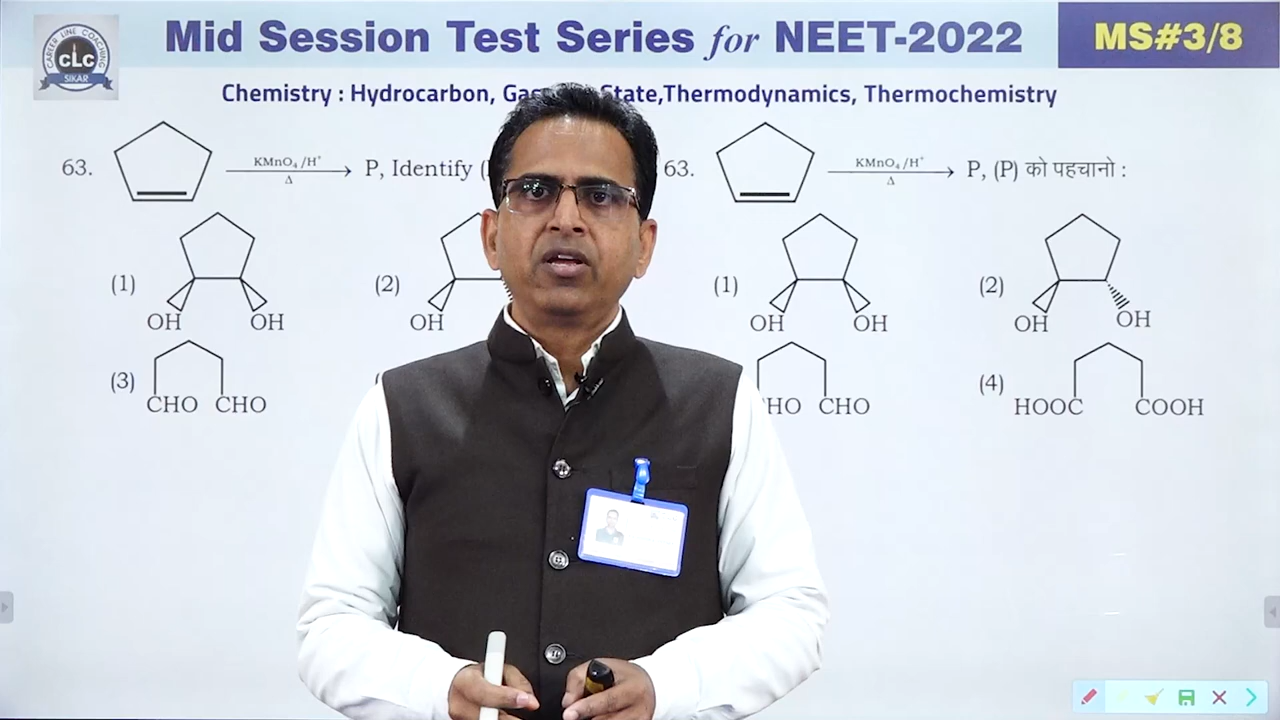 Mid Session Test Series for NEET-2022
MS#3/8
CAREER LINE COACHING
CLC
SIKAR
Chemistry : Hydrocarbon, State,Thermodynamics, Thermochemistry
63. KMnO₄/H⁺ Δ P, Identify (
(1) OH OH
(2) OH
(3) CHO CHO
63. KMnO₄/H⁺ Δ P, (P) को पहचानो :
(1) OH OH
(2) OH OH
CHO
(4) HOOC COOH